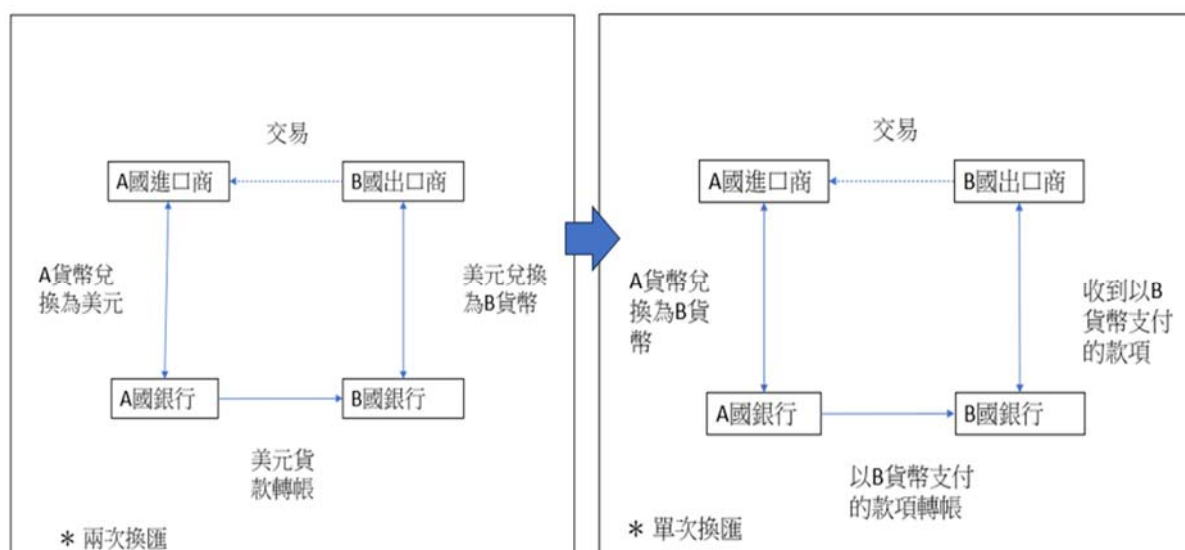 交易
A國進口商
B國出口商
A貨幣兌
換為美元
美元兌換
為B貨幣
A國銀行
B國銀行
美元貨
款轉帳
* 兩次換匯
交易
A國進口商
B國出口商
A貨幣兌
換為B貨
幣
收到以B
貨幣支付
的款項
A國銀行
B國銀行
以B貨幣支付
的款項轉帳
* 單次換匯